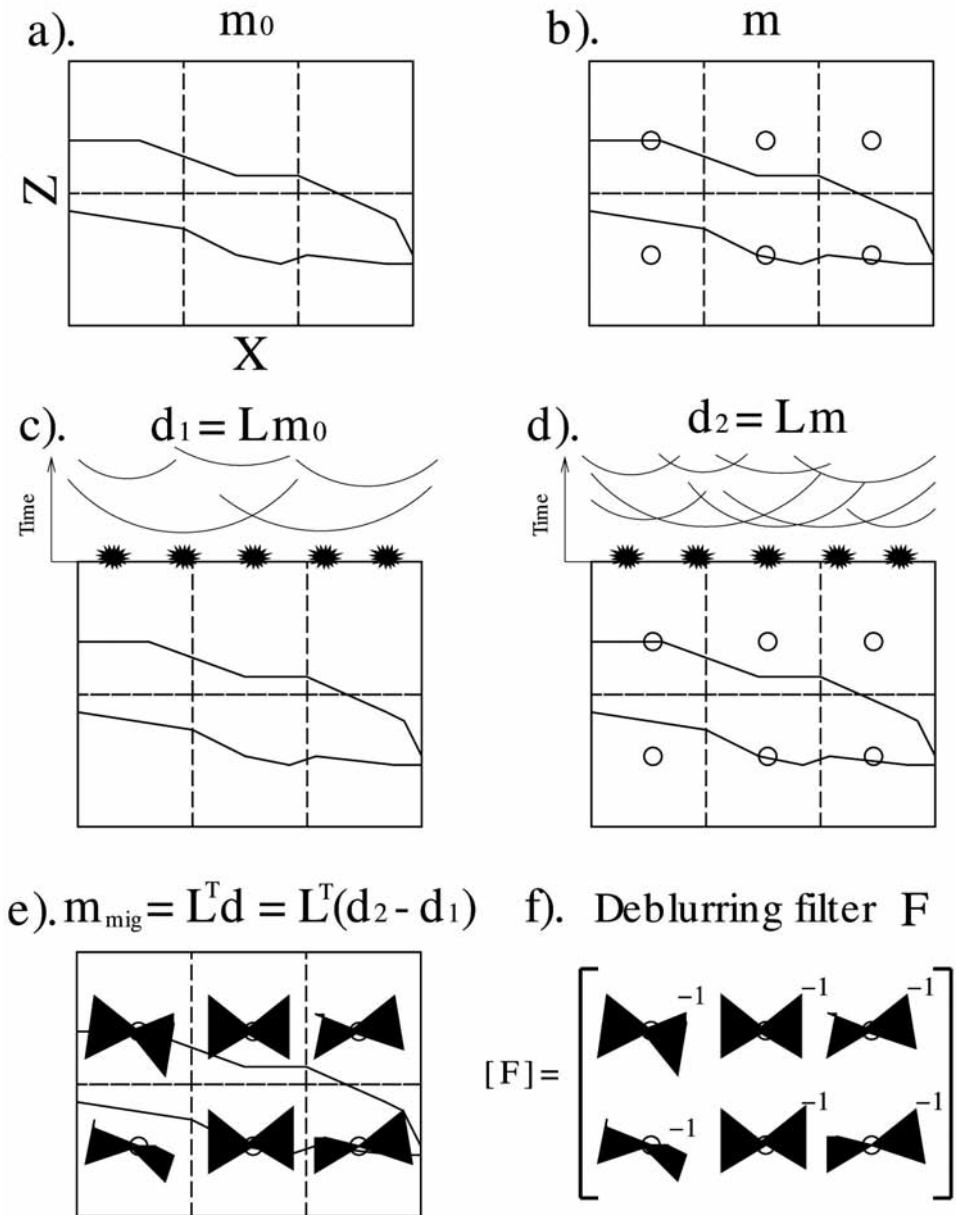 a). m₀
b). m
Z
X
c). d₁ = Lm₀
d). d₂ = Lm
Time
Time
e). m_mig = Lᵀd = Lᵀ(d₂ - d₁)
f). Deblurring filter F
[F] =
-1 -1 -1
-1 -1 -1